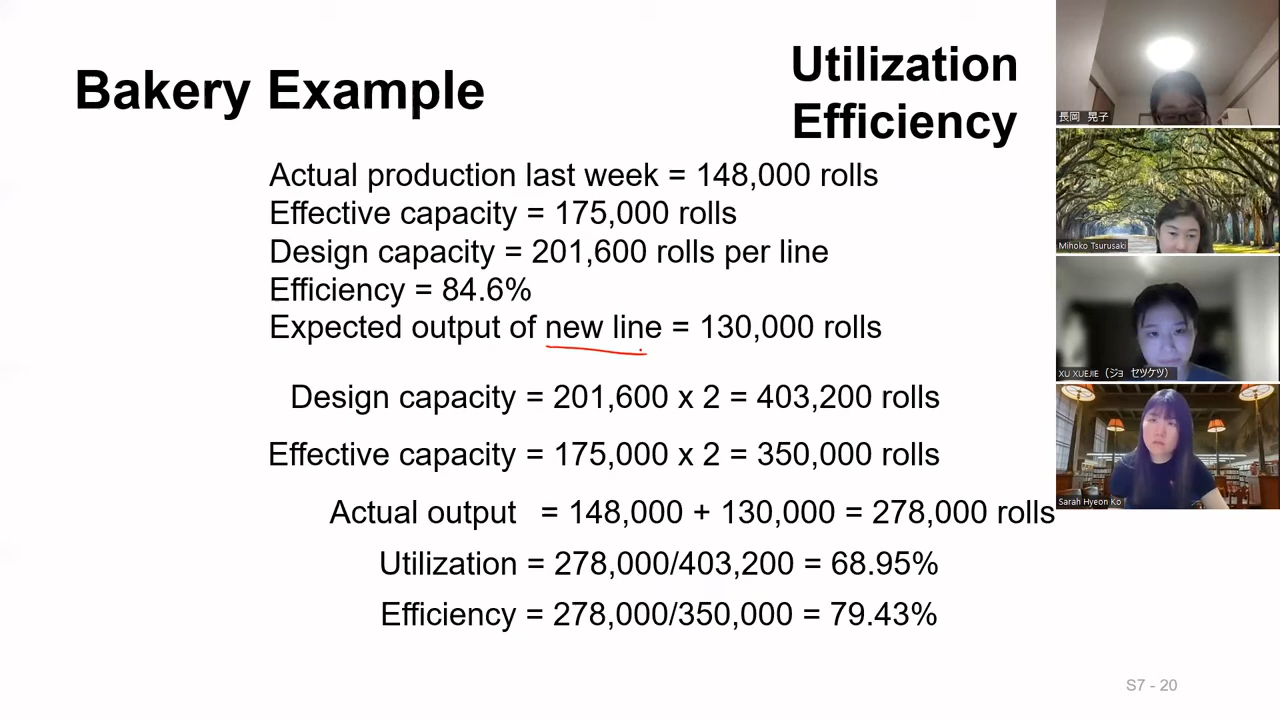 Bakery Example
Utilization
Efficiency
Actual production last week = 148,000 rolls
Effective capacity = 175,000 rolls
Design capacity = 201,600 rolls per line
Efficiency = 84.6%
Expected output of new line = 130,000 rolls
Design capacity = 201,600 x 2 = 403,200 rolls
Effective capacity = 175,000 x 2 = 350,000 rolls
Actual output = 148,000 + 130,000 = 278,000 rolls
Utilization = 278,000/403,200 = 68.95%
Efficiency = 278,000/350,000 = 79.43%
S7 - 20
長岡 晃子
Mihoko Tsurusaki
XU XUEJIE（ジョ セツケツ）
Sarah Hyeon Ko